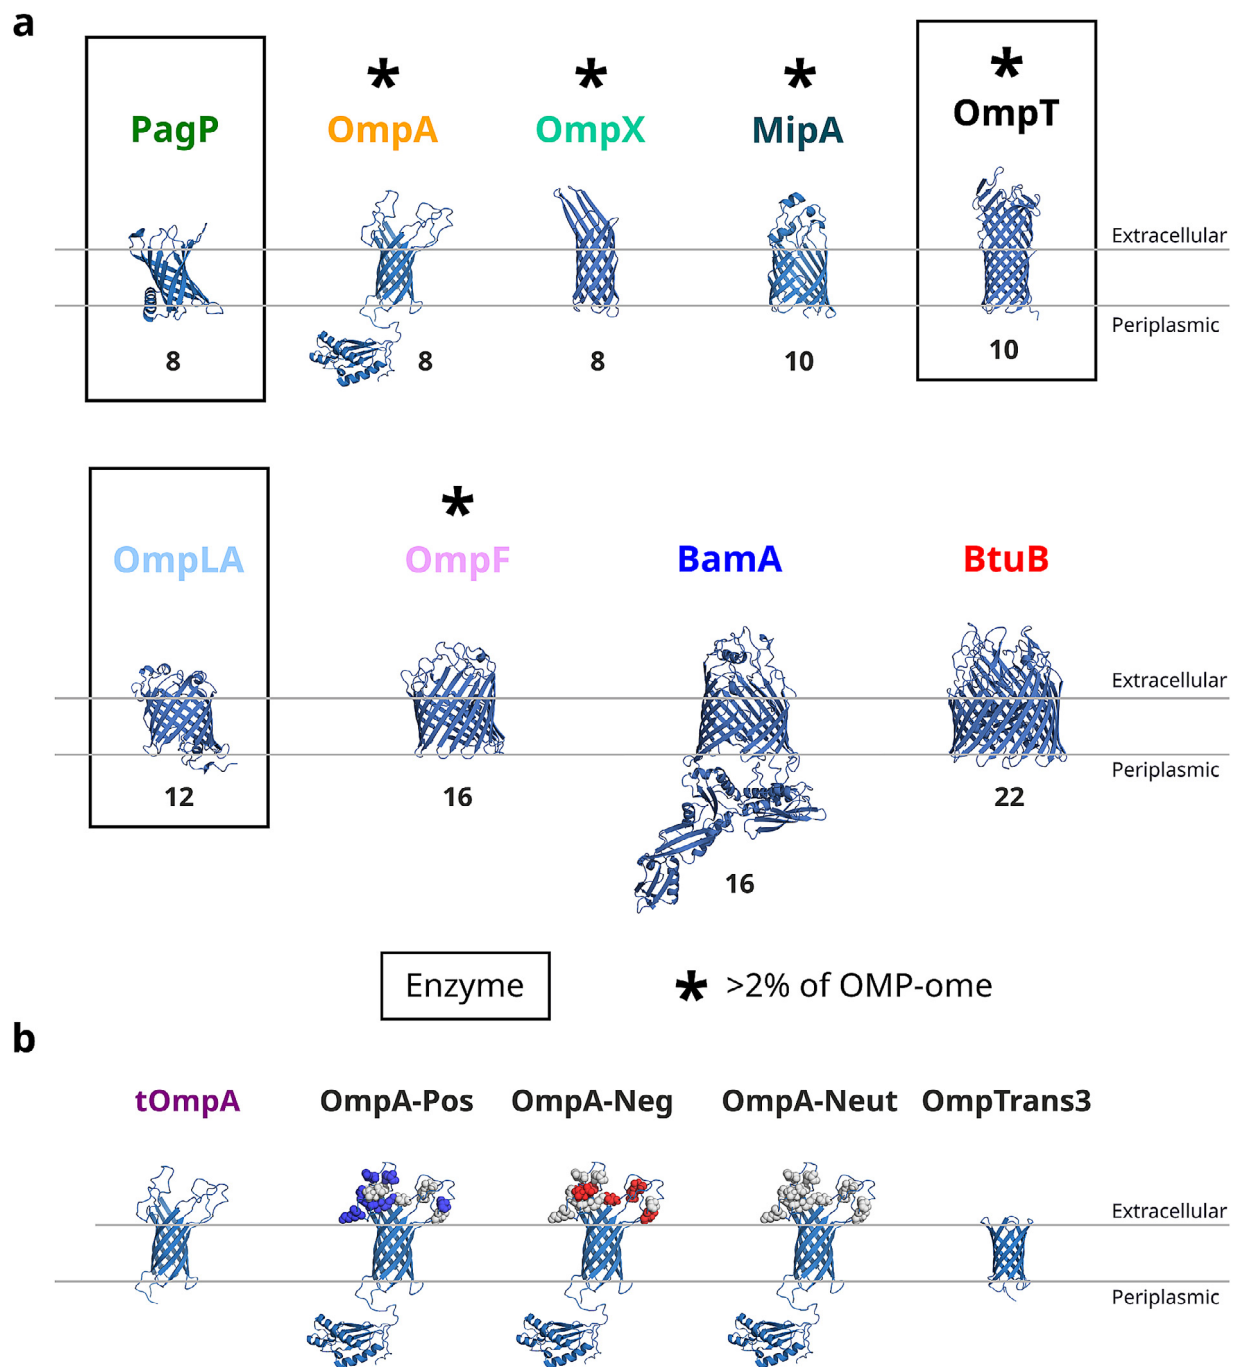 a
PagP
*
OmpA
*
OmpX
*
MipA
*
OmpT
Extracellular
Periplasmic
8
8
8
10
10
OmpLA
*
OmpF
BamA
BtuB
Extracellular
Periplasmic
12
16
16
22
Enzyme
* >2% of OMP-ome
b
tOmpA
OmpA-Pos
OmpA-Neg
OmpA-Neut
OmpTrans3
Extracellular
Periplasmic